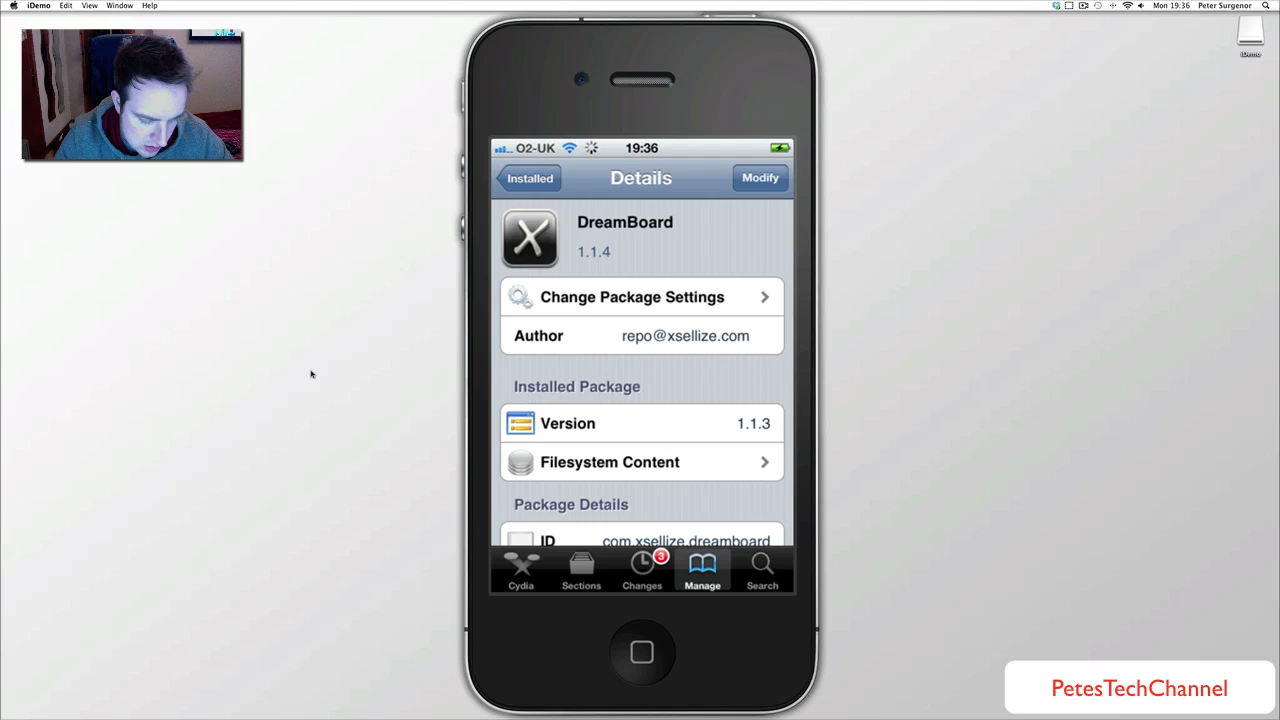 iDemo Edit View Window Help
Mon 19:36 Peter Surgenor
iDemo
O2-UK 19:36
Installed Details Modify
DreamBoard
1.1.4
Change Package Settings
Author repo@xsellize.com
Installed Package
Version 1.1.3
Filesystem Content
Package Details
ID com.xsellize.dreamboard
3
Cydia Sections Changes Manage Search
PetesTechChannel